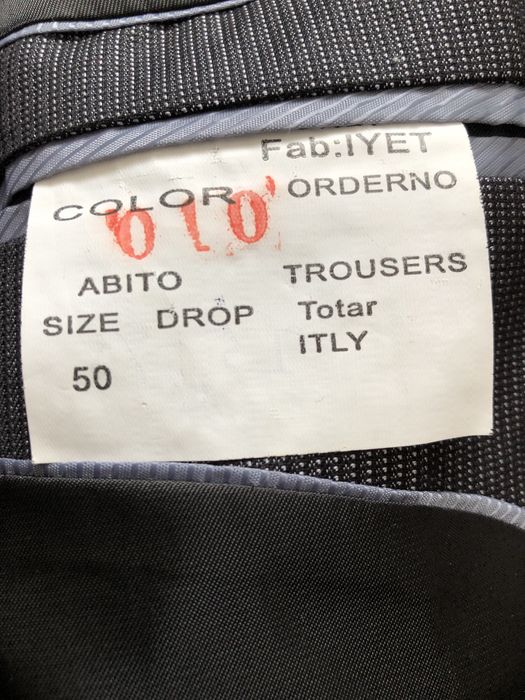 Fab:IYET
COLOR ORDERNO
010
ABITO TROUSERS
SIZE DROP Totar
ITLY
50